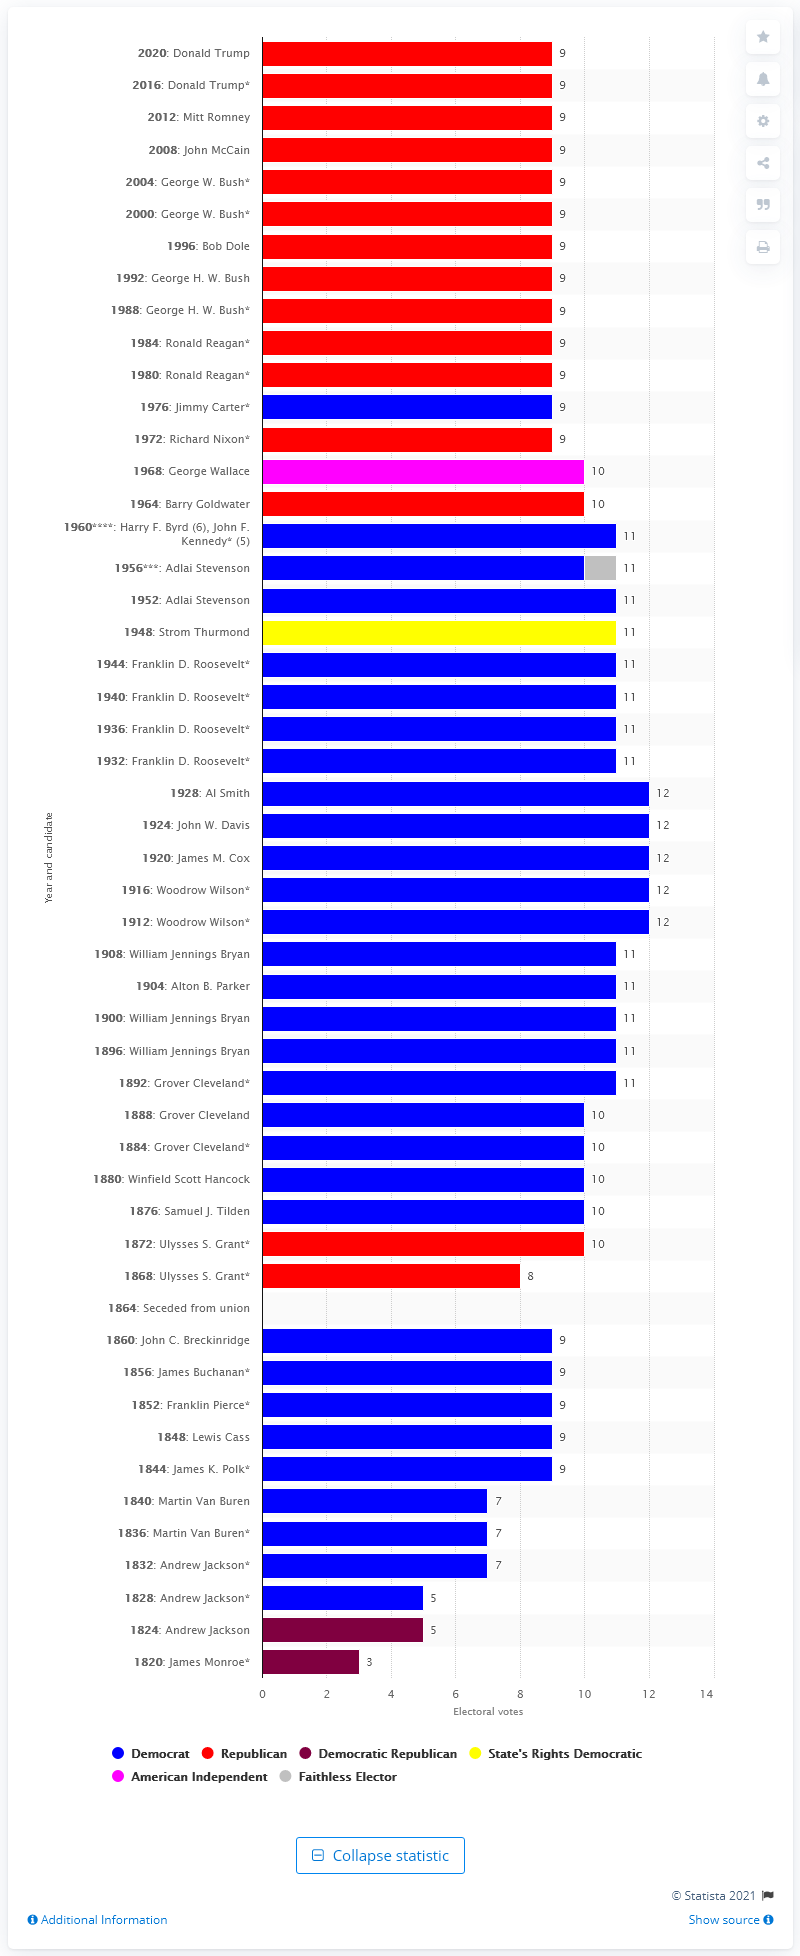 2020: Donald Trump 9
2016: Donald Trump* 9
2012: Mitt Romney 9
2008: John McCain 9
2004: George W. Bush* 9
2000: George W. Bush* 9
1996: Bob Dole 9
1992: George H. W. Bush 9
1988: George H. W. Bush* 9
1984: Ronald Reagan* 9
1980: Ronald Reagan* 9
1976: Jimmy Carter* 9
1972: Richard Nixon* 9
1968: George Wallace 10
1964: Barry Goldwater 10
1960****: Harry F. Byrd (6), John F.
Kennedy* (5) 11
1956***: Adlai Stevenson 11
1952: Adlai Stevenson 11
1948: Strom Thurmond 11
1944: Franklin D. Roosevelt* 11
1940: Franklin D. Roosevelt* 11
1936: Franklin D. Roosevelt* 11
1932: Franklin D. Roosevelt* 11
1928: Al Smith 12
1924: John W. Davis 12
1920: James M. Cox 12
1916: Woodrow Wilson* 12
1912: Woodrow Wilson* 12
1908: William Jennings Bryan 11
1904: Alton B. Parker 11
1900: William Jennings Bryan 11
1896: William Jennings Bryan 11
1892: Grover Cleveland* 11
1888: Grover Cleveland 10
1884: Grover Cleveland* 10
1880: Winfield Scott Hancock 10
1876: Samuel J. Tilden 10
1872: Ulysses S. Grant* 10
1868: Ulysses S. Grant* 8
1864: Seceded from union
1860: John C. Breckinridge 9
1856: James Buchanan* 9
1852: Franklin Pierce* 9
1848: Lewis Cass 9
1844: James K. Polk* 9
1840: Martin Van Buren 7
1836: Martin Van Buren* 7
1832: Andrew Jackson* 7
1828: Andrew Jackson* 5
1824: Andrew Jackson 5
1820: James Monroe* 3
Year and candidate
0 2 4 6 8 10 12 14
Electoral votes
Democrat Republican Democratic Republican State's Rights Democratic
American Independent Faithless Elector
Collapse statistic
© Statista 2021
Additional Information Show source